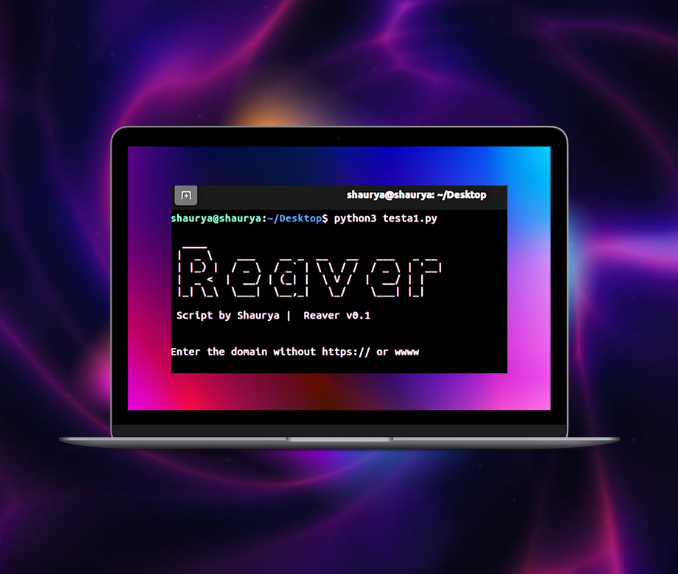 shaurya@shaurya: ~/Desktop
shaurya@shaurya:~/Desktop$ python3 testa1.py
Reaver
Script by Shaurya | Reaver v0.1
Enter the domain without https:// or wwww